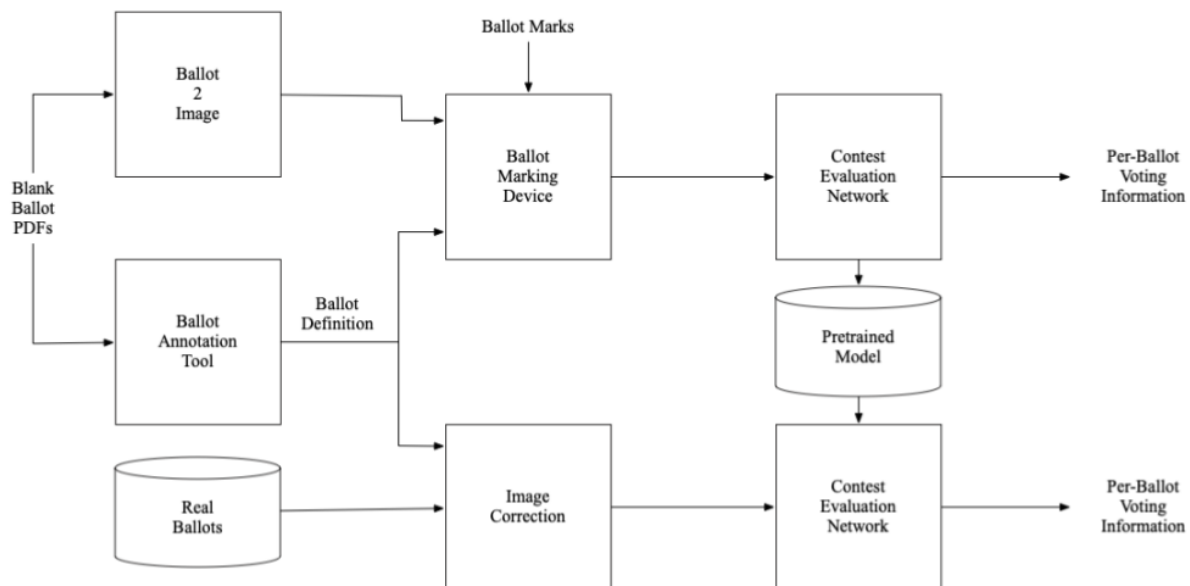 Ballot Marks
Ballot
2
Image
Ballot
Marking
Device
Contest
Evaluation
Network
Per-Ballot
Voting
Information
Blank
Ballot
PDFs
Ballot
Annotation
Tool
Ballot
Definition
Pretrained
Model
Real
Ballots
Image
Correction
Contest
Evaluation
Network
Per-Ballot
Voting
Information